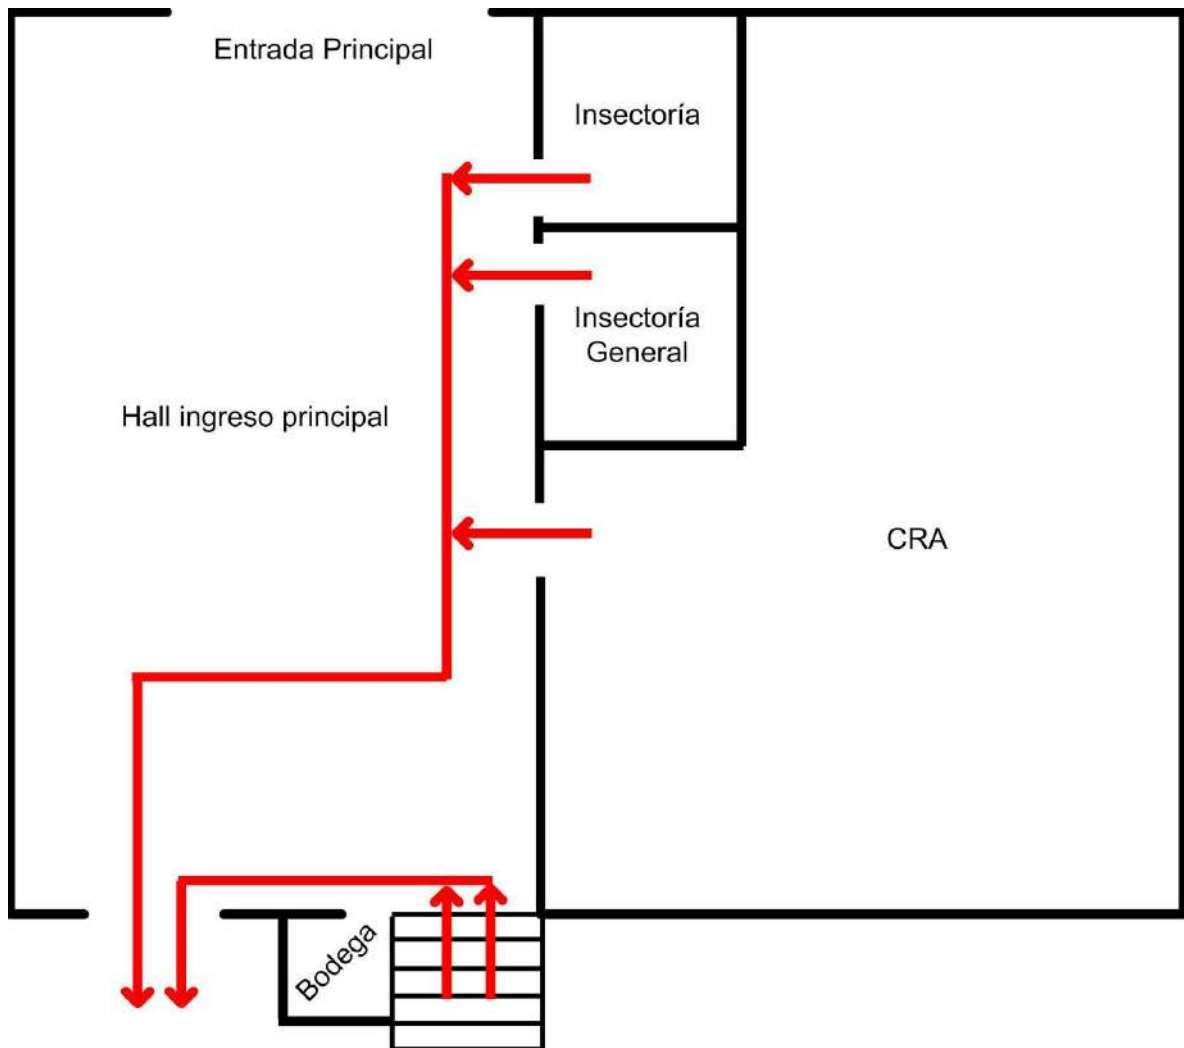 Entrada Principal
Insectoría
Insectoría
General
Hall ingreso principal
CRA
Bodega